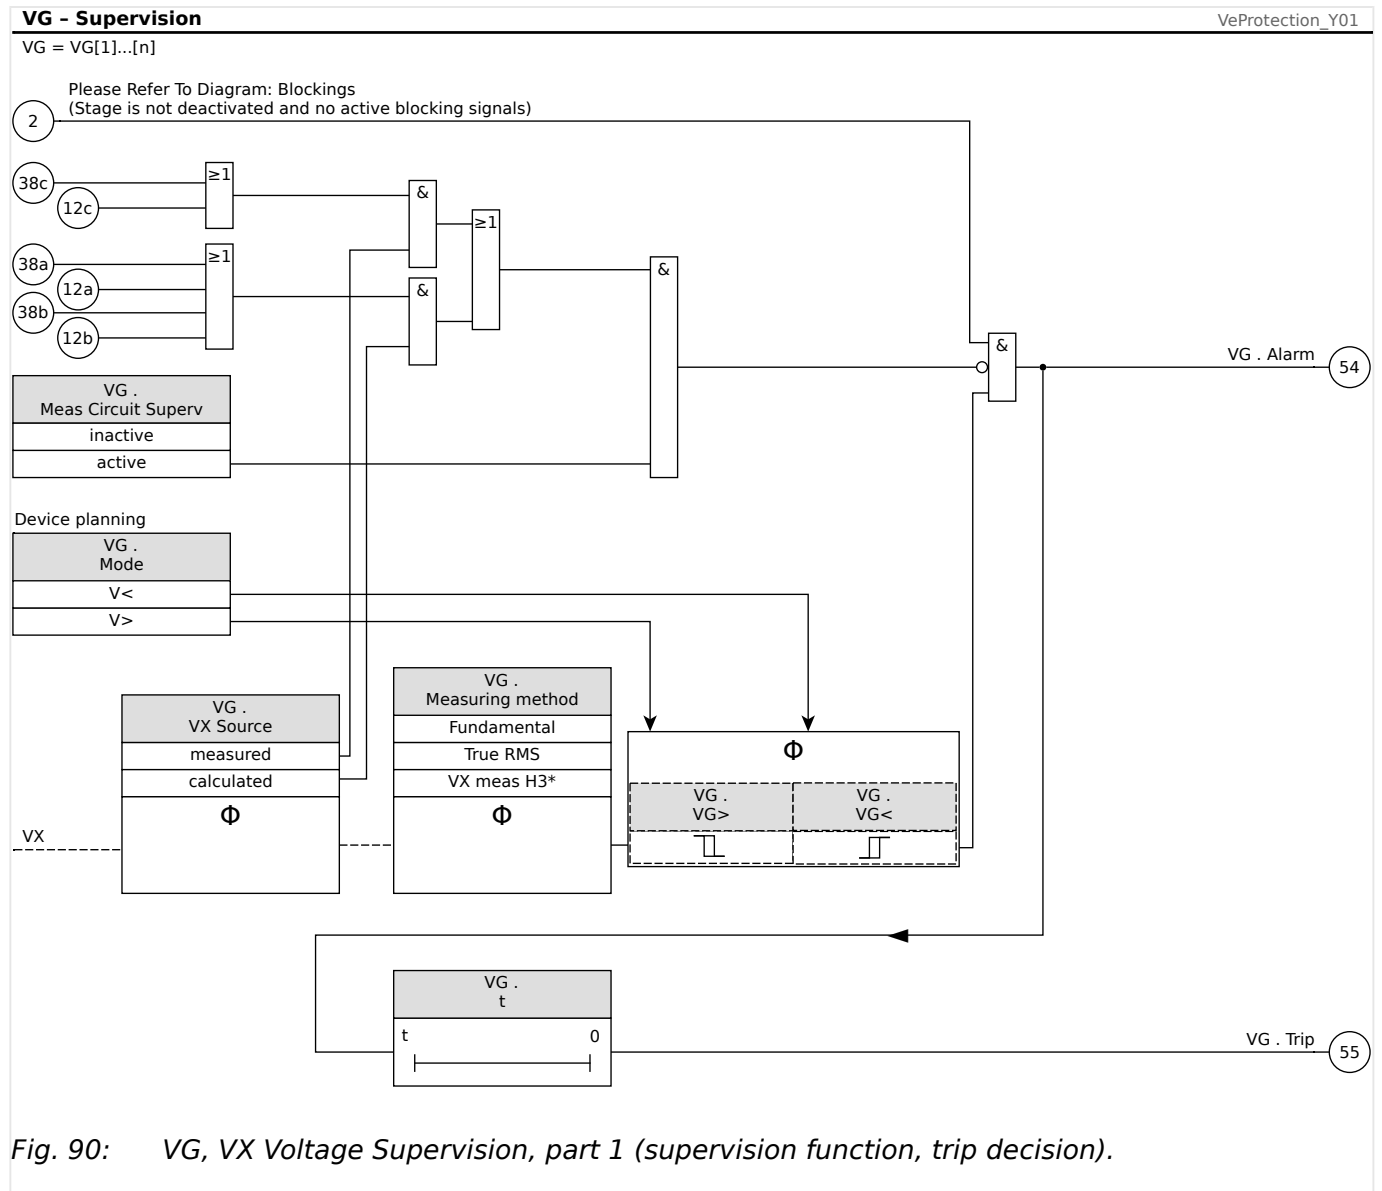 VG – Supervision
VeProtection_Y01
VG = VG[1]...[n]
Please Refer To Diagram: Blockings
(Stage is not deactivated and no active blocking signals)
2
38c
12c
≥1
&
≥1
38a
12a
38b
12b
≥1
&
&
&
VG . Alarm
54
VG .
Meas Circuit Superv
inactive
active
Device planning
VG .
Mode
V<
V>
VG .
VX Source
measured
calculated
Φ
VX
VG .
Measuring method
Fundamental
True RMS
VX meas H3*
Φ
Φ
VG .
VG>
VG .
VG<
VG .
t
t
0
VG . Trip
55
Fig. 90: VG, VX Voltage Supervision, part 1 (supervision function, trip decision).